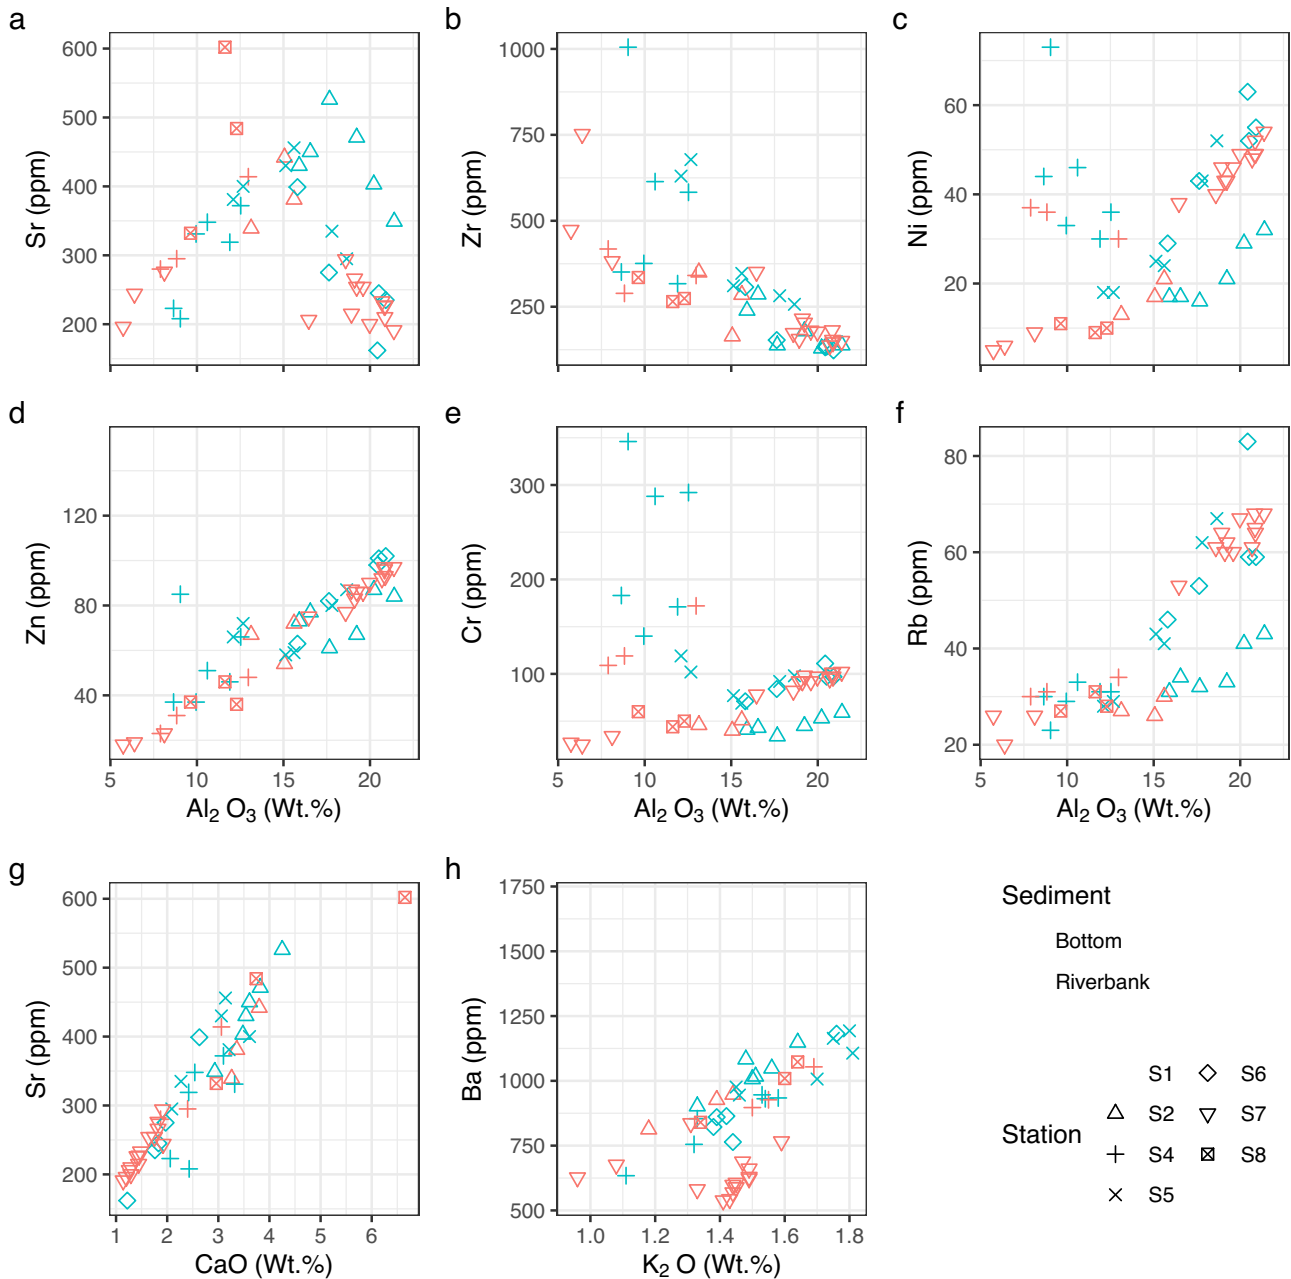 a
b
c
600
500
400
300
200
Sr (ppm)
1000
750
500
250
Zr (ppm)
60
40
20
Ni (ppm)
d
e
f
120
80
40
Zn (ppm)
5 10 15 20
Al2 O3 (Wt.%)
300
200
100
Cr (ppm)
5 10 15 20
Al2 O3 (Wt.%)
80
60
40
20
Rb (ppm)
5 10 15 20
Al2 O3 (Wt.%)
g
h
600
500
400
300
200
Sr (ppm)
1 2 3 4 5 6
CaO (Wt.%)
1750
1500
1250
1000
750
500
Ba (ppm)
1.0 1.2 1.4 1.6 1.8
K2 O (Wt.%)
Sediment
Bottom
Riverbank
Station
S1 S6
S2 S7
S4 S8
S5